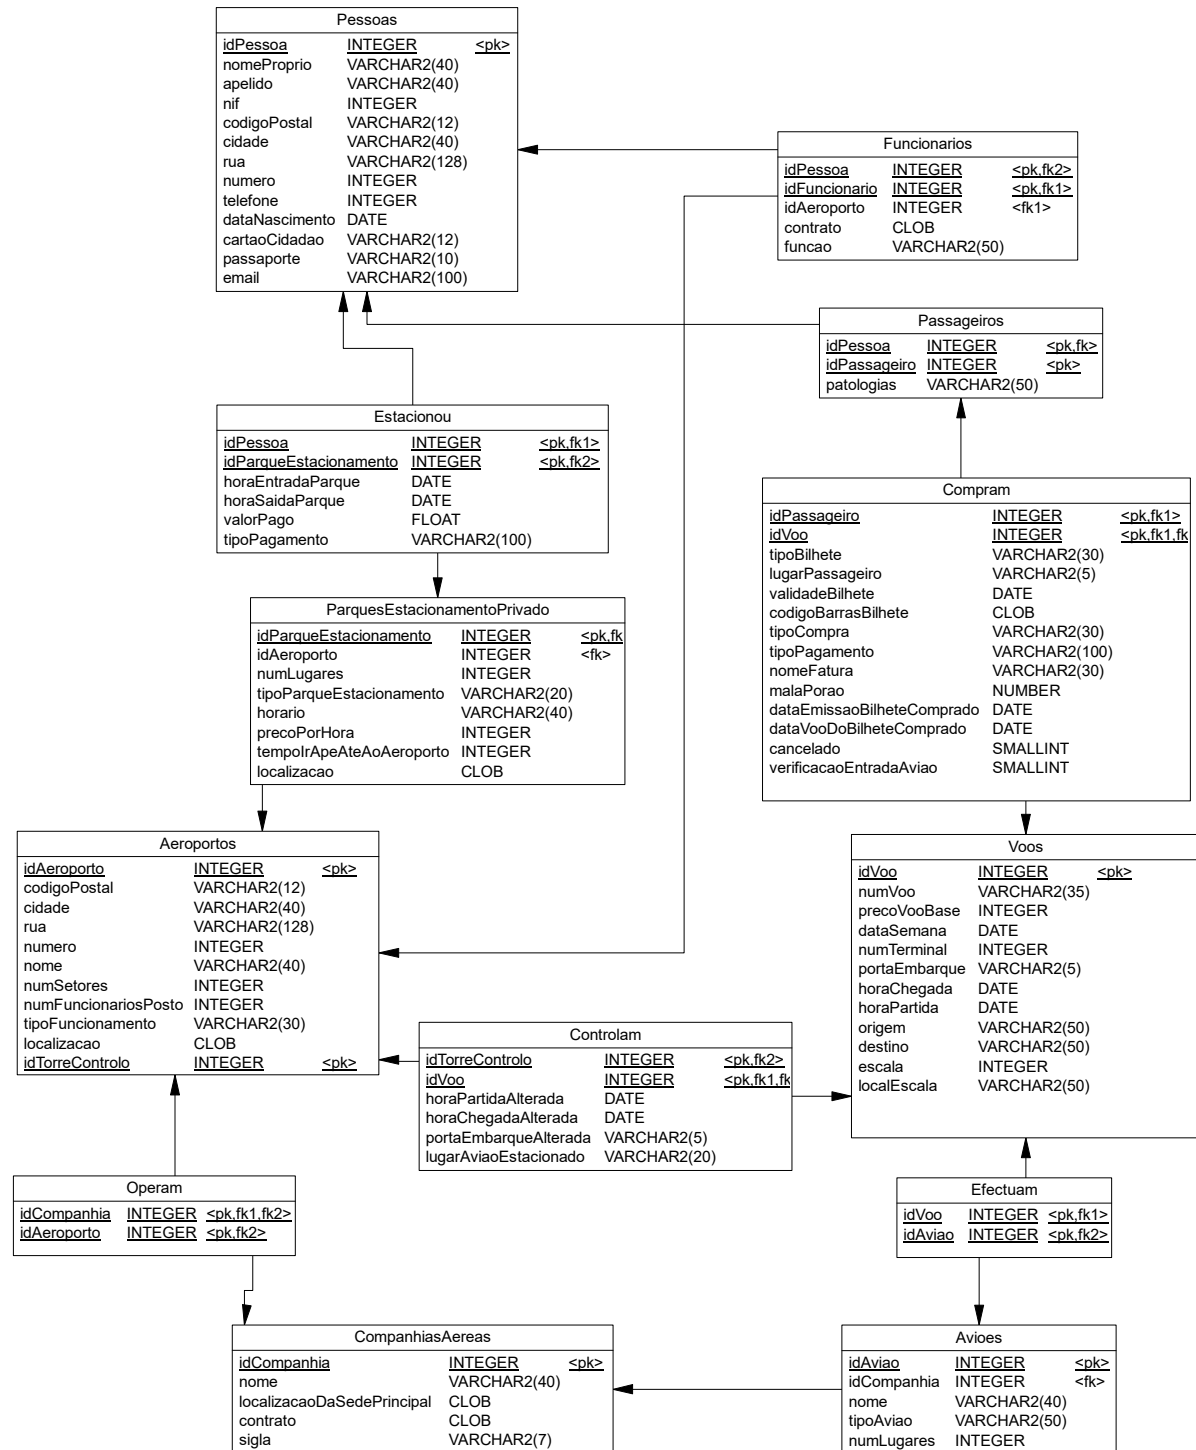 Pessoas
idPessoa INTEGER <pk>
nomeProprio VARCHAR2(40)
apelido VARCHAR2(40)
nif INTEGER
codigoPostal VARCHAR2(12)
cidade VARCHAR2(40)
rua VARCHAR2(128)
numero INTEGER
telefone INTEGER
dataNascimento DATE
cartaoCidadao VARCHAR2(12)
passaporte VARCHAR2(10)
email VARCHAR2(100)
Funcionarios
idPessoa INTEGER <pk,fk2>
idFuncionario INTEGER <pk,fk1>
idAeroporto INTEGER <fk1>
contrato CLOB
funcao VARCHAR2(50)
Passageiros
idPessoa INTEGER <pk,fk>
idPassageiro INTEGER <pk>
patologias VARCHAR2(50)
Estacionou
idPessoa INTEGER <pk,fk1>
idParqueEstacionamento INTEGER <pk,fk2>
horaEntradaParque DATE
horaSaidaParque DATE
valorPago FLOAT
tipoPagamento VARCHAR2(100)
Compram
idPassageiro INTEGER <pk,fk1>
idVoo INTEGER <pk,fk1,fk
tipoBilhete VARCHAR2(30)
lugarPassageiro VARCHAR2(5)
validadeBilhete DATE
codigoBarrasBilhete CLOB
tipoCompra VARCHAR2(30)
tipoPagamento VARCHAR2(100)
nomeFatura VARCHAR2(30)
malaPorao NUMBER
dataEmissaoBilheteComprado DATE
dataVooDoBilheteComprado DATE
cancelado SMALLINT
verificacaoEntradaAviao SMALLINT
ParquesEstacionamentoPrivado
idParqueEstacionamento INTEGER <pk,fk
idAeroporto INTEGER <fk>
numLugares INTEGER
tipoParqueEstacionamento VARCHAR2(20)
horario VARCHAR2(40)
precoPorHora INTEGER
tempoIrApeAteAoAeroporto INTEGER
localizacao CLOB
Aeroportos
idAeroporto INTEGER <pk>
codigoPostal VARCHAR2(12)
cidade VARCHAR2(40)
rua VARCHAR2(128)
numero INTEGER
nome VARCHAR2(40)
numSetores INTEGER
numFuncionariosPosto INTEGER
tipoFuncionamento VARCHAR2(30)
localizacao CLOB
idTorreControlo INTEGER <pk>
Voos
idVoo INTEGER <pk>
numVoo VARCHAR2(35)
precoVooBase INTEGER
dataSemana DATE
numTerminal INTEGER
portaEmbarque VARCHAR2(5)
horaChegada DATE
horaPartida DATE
origem VARCHAR2(50)
destino VARCHAR2(50)
escala INTEGER
localEscala VARCHAR2(50)
Controlam
idTorreControlo INTEGER <pk,fk2>
idVoo INTEGER <pk,fk1,fk
horaPartidaAlterada DATE
horaChegadaAlterada DATE
portaEmbarqueAlterada VARCHAR2(5)
lugarAviaoEstacionado VARCHAR2(20)
Operam
idCompanhia INTEGER <pk,fk1,fk2>
idAeroporto INTEGER <pk,fk2>
Efectuam
idVoo INTEGER <pk,fk1>
idAviao INTEGER <pk,fk2>
CompanhiasAereas
idCompanhia INTEGER <pk>
nome VARCHAR2(40)
localizacaoDaSedePrincipal CLOB
contrato CLOB
sigla VARCHAR2(7)
Avioes
idAviao INTEGER <pk>
idCompanhia INTEGER <fk>
nome VARCHAR2(40)
tipoAviao VARCHAR2(50)
numLugares INTEGER